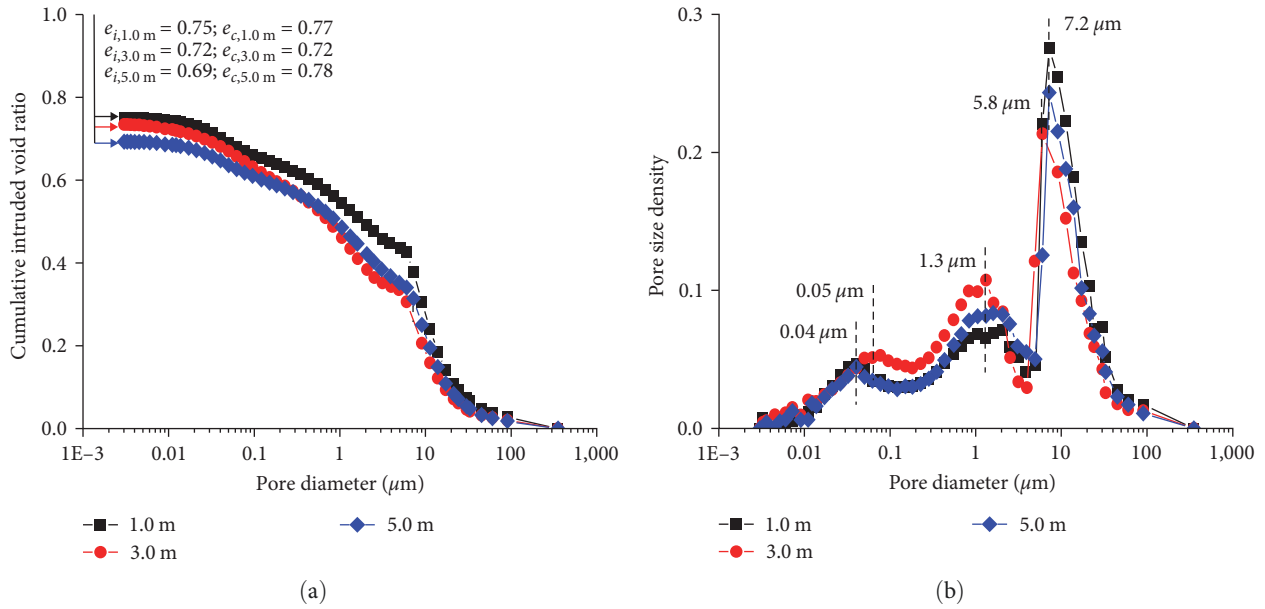 1.0
0.8
0.6
0.4
0.2
0.0
Cumulative intruded void ratio
e_{i,1.0 m} = 0.75; e_{c,1.0 m} = 0.77
e_{i,3.0 m} = 0.72; e_{c,3.0 m} = 0.72
e_{i,5.0 m} = 0.69; e_{c,5.0 m} = 0.78
1E−3 0.01 0.1 1 10 100 1,000
Pore diameter (μm)
1.0 m
3.0 m
5.0 m
(a)
0.3
0.2
0.1
0.0
Pore size density
7.2 μm
5.8 μm
1.3 μm
0.05 μm
0.04 μm
1E−3 0.01 0.1 1 10 100 1,000
Pore diameter (μm)
1.0 m
3.0 m
5.0 m
(b)